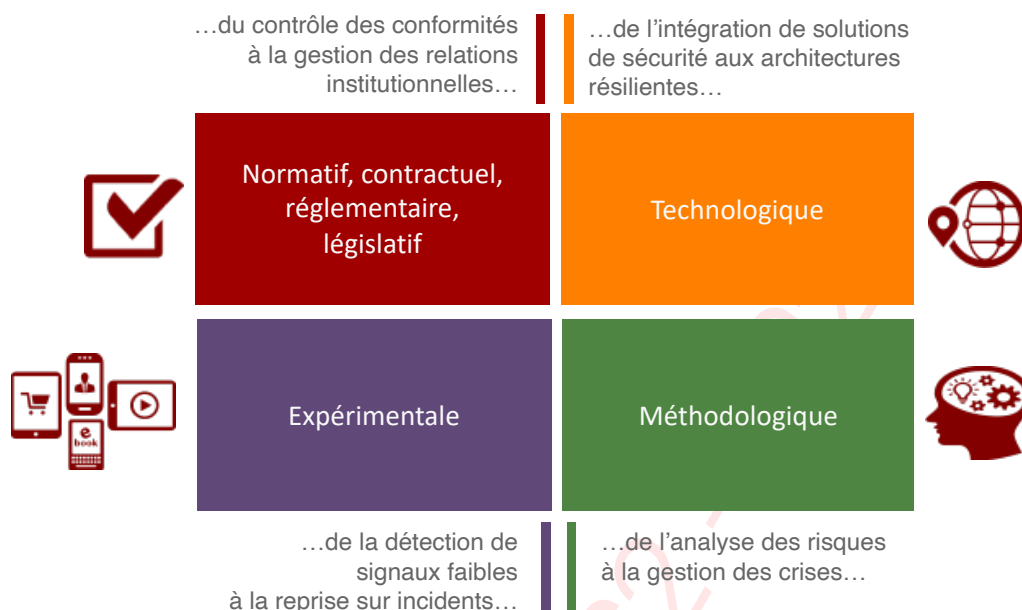 …du contrôle des conformités
à la gestion des relations
institutionnelles…
…de l’intégration de solutions
de sécurité aux architectures
résilientes…
Normatif, contractuel,
réglementaire,
législatif
Technologique
Expérimentale
Méthodologique
e
book
…de la détection de
signaux faibles
à la reprise sur incidents…
…de l’analyse des risques
à la gestion des crises…